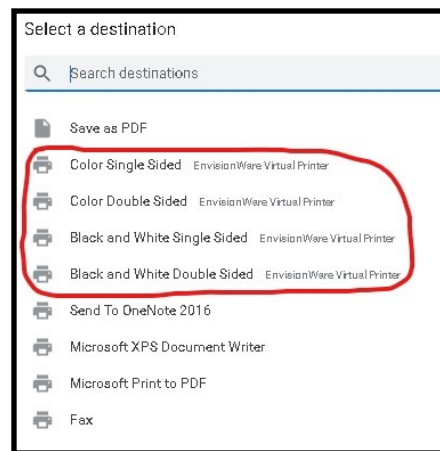 Select a destination
Search destinations
Save as PDF
Color Single Sided EnvisionWare Virtual Printer
Color Double Sided EnvisionWare Virtual Printer
Black and White Single Sided EnvisionWare Virtual Printer
Black and White Double Sided EnvisionWare Virtual Printer
Send To OneNote 2016
Microsoft XPS Document Writer
Microsoft Print to PDF
Fax